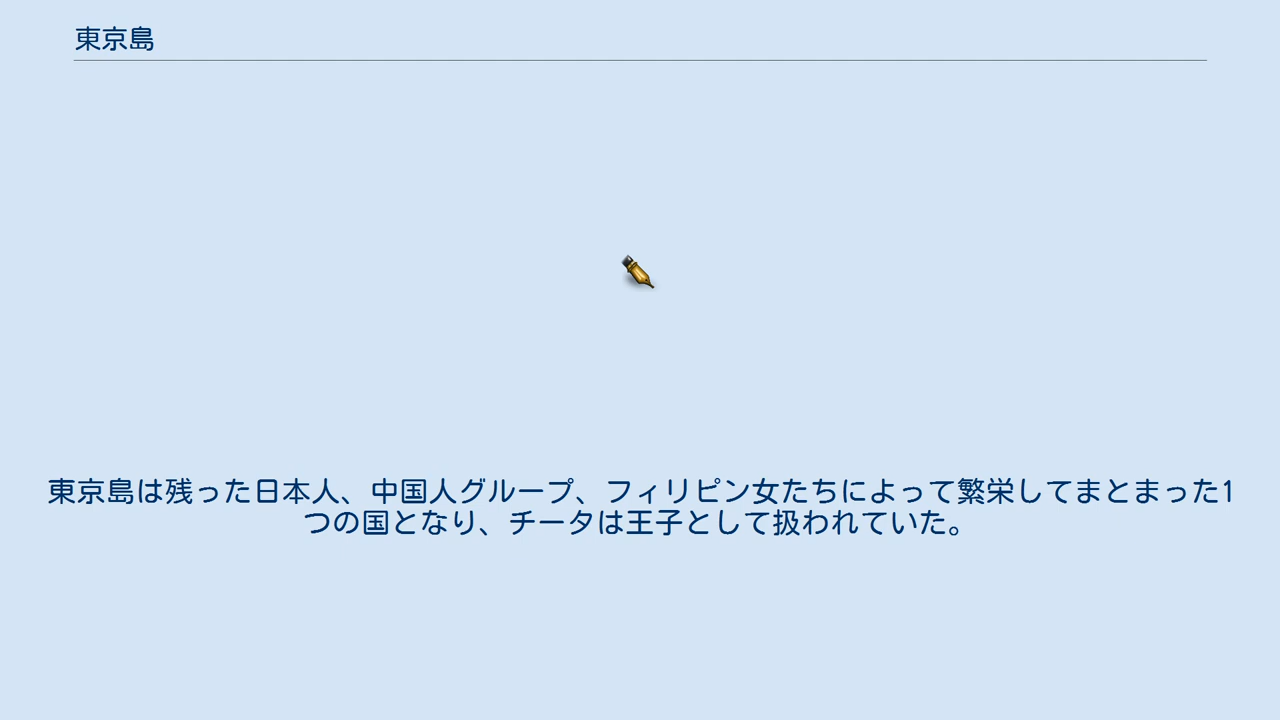 東京島
東京島は残った日本人、中国人グループ、フィリピン女たちによって繁栄してまとまった1
つの国となり、チータは王子として扱われていた。